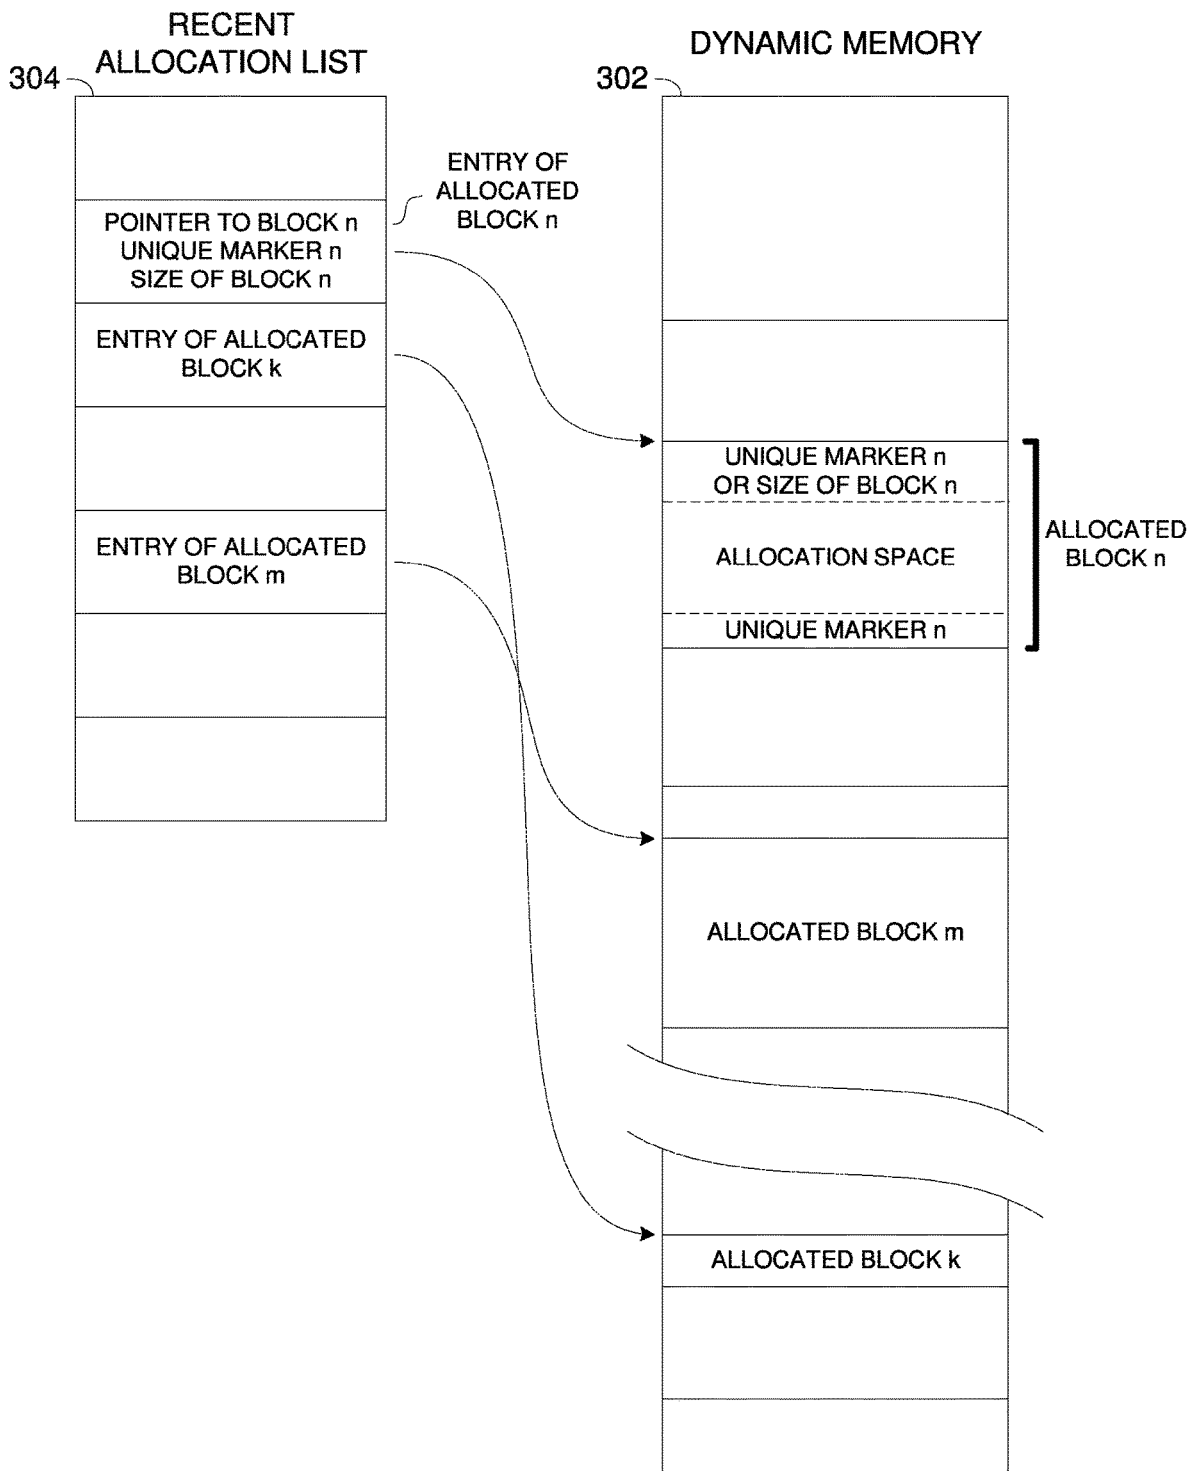 RECENT
ALLOCATION LIST
DYNAMIC MEMORY
304
302
ENTRY OF
ALLOCATED
BLOCK n
POINTER TO BLOCK n
UNIQUE MARKER n
SIZE OF BLOCK n
ENTRY OF ALLOCATED
BLOCK k
UNIQUE MARKER n
OR SIZE OF BLOCK n
ALLOCATION SPACE
UNIQUE MARKER n
ALLOCATED
BLOCK n
ENTRY OF ALLOCATED
BLOCK m
ALLOCATED BLOCK m
ALLOCATED BLOCK k